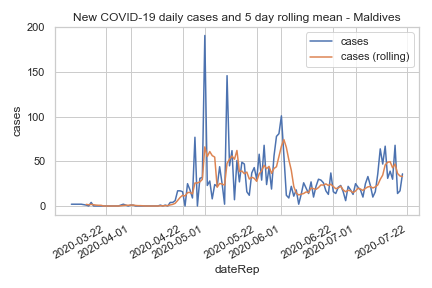 New COVID-19 daily cases and 5 day rolling mean - Maldives
cases
cases (rolling)
200
150
100
50
0
cases
2020-03-22
2020-04-01
2020-04-22
2020-05-01
2020-05-22
2020-06-01
2020-06-22
2020-07-01
2020-07-22
dateRep